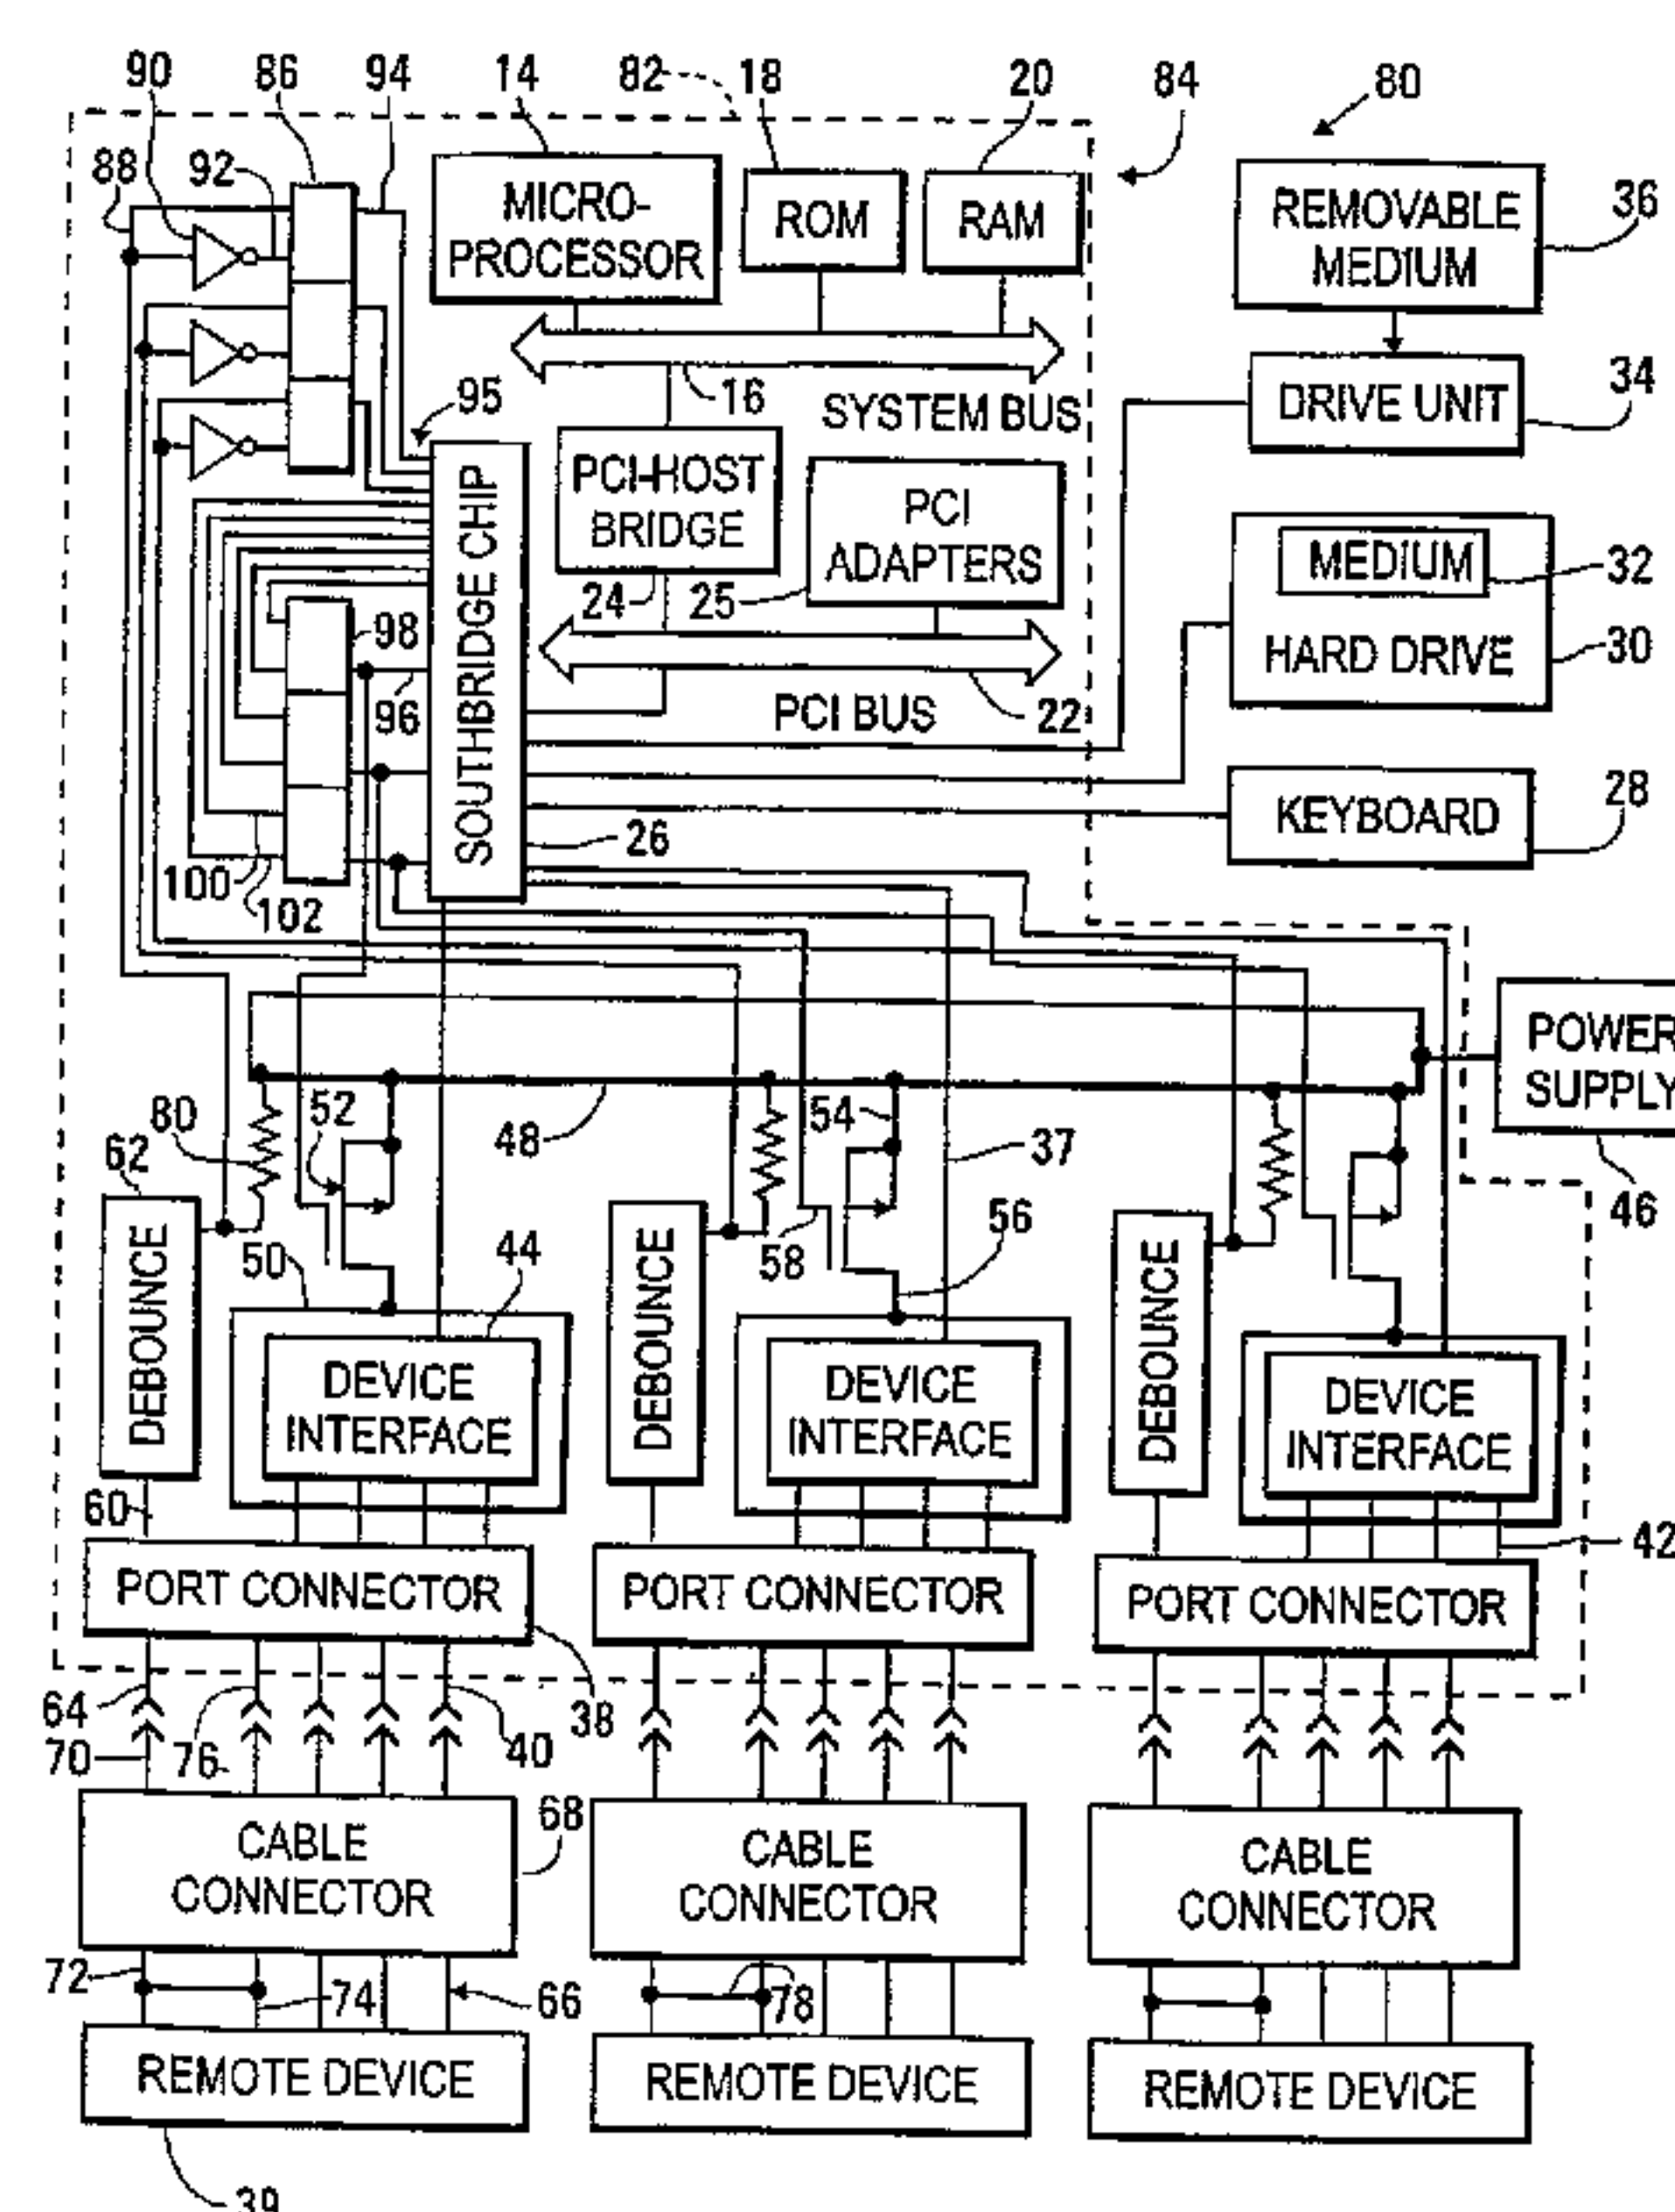 90 86 94 14 82 18 20 84 80
88 92
MICRO-
PROCESSOR
ROM
RAM
REMOVABLE
MEDIUM
36
95
16
SYSTEM BUS
DRIVE UNIT
34
PCI-HOST
BRIDGE
PCI
ADAPTERS
SOUTHBRIDGE CHIP
24
25
MEDIUM
32
HARD DRIVE
30
98
96
PCI BUS
22
26
KEYBOARD
28
100
102
POWER
SUPPLY
46
80
52
48
54
37
62
50
44
58
56
DEBOUNCE
DEVICE
INTERFACE
DEBOUNCE
DEVICE
INTERFACE
DEBOUNCE
DEVICE
INTERFACE
60
42
PORT CONNECTOR
PORT CONNECTOR
PORT CONNECTOR
64
38
70
76
40
CABLE
CONNECTOR
68
CABLE
CONNECTOR
CABLE
CONNECTOR
72
74
66
78
REMOTE DEVICE
REMOTE DEVICE
REMOTE DEVICE
39